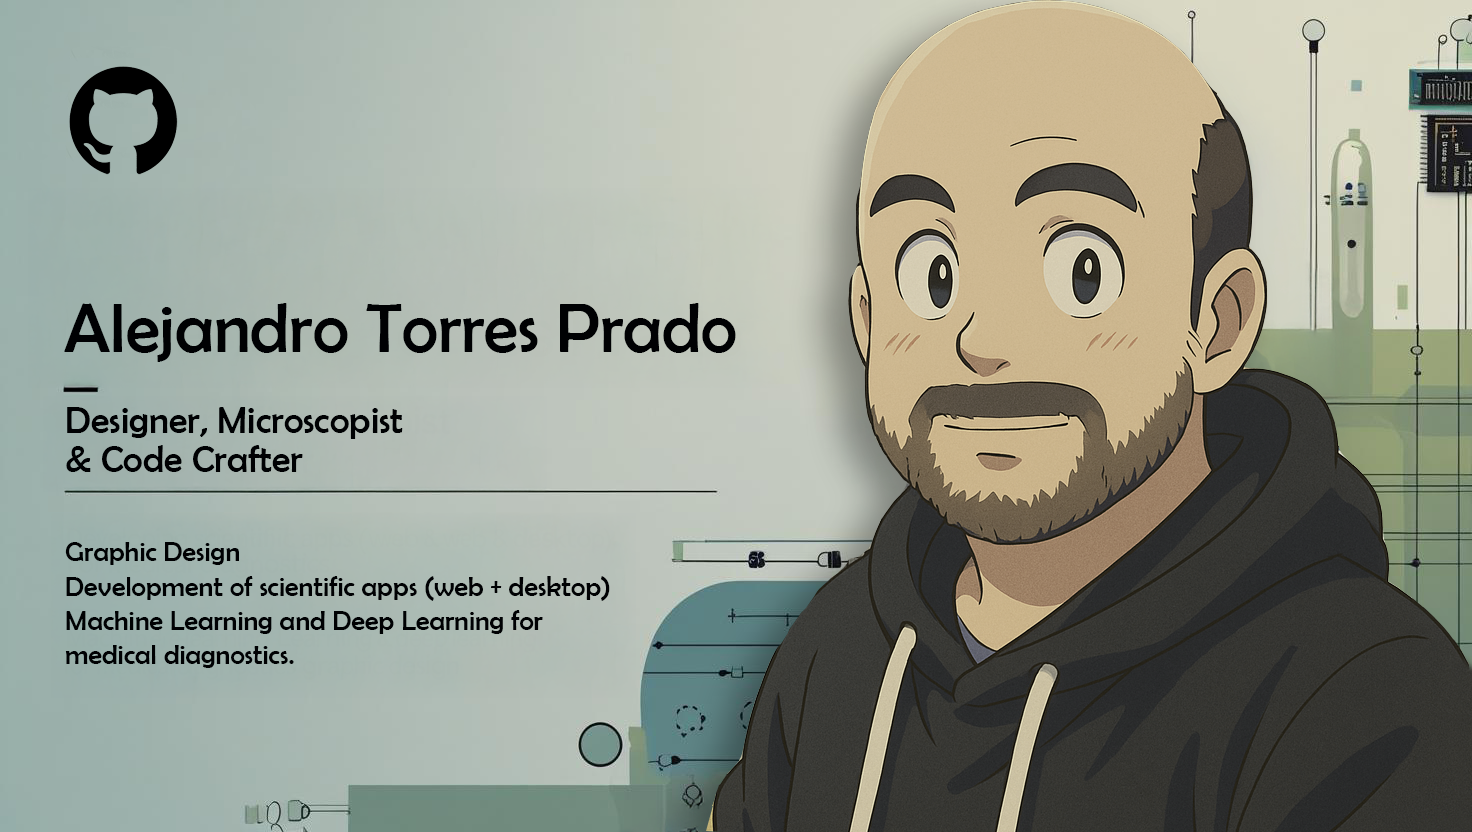 Alejandro Torres Prado
Designer, Microscopist
& Code Crafter
Graphic Design
Development of scientific apps (web + desktop)
Machine Learning and Deep Learning for
medical diagnostics.